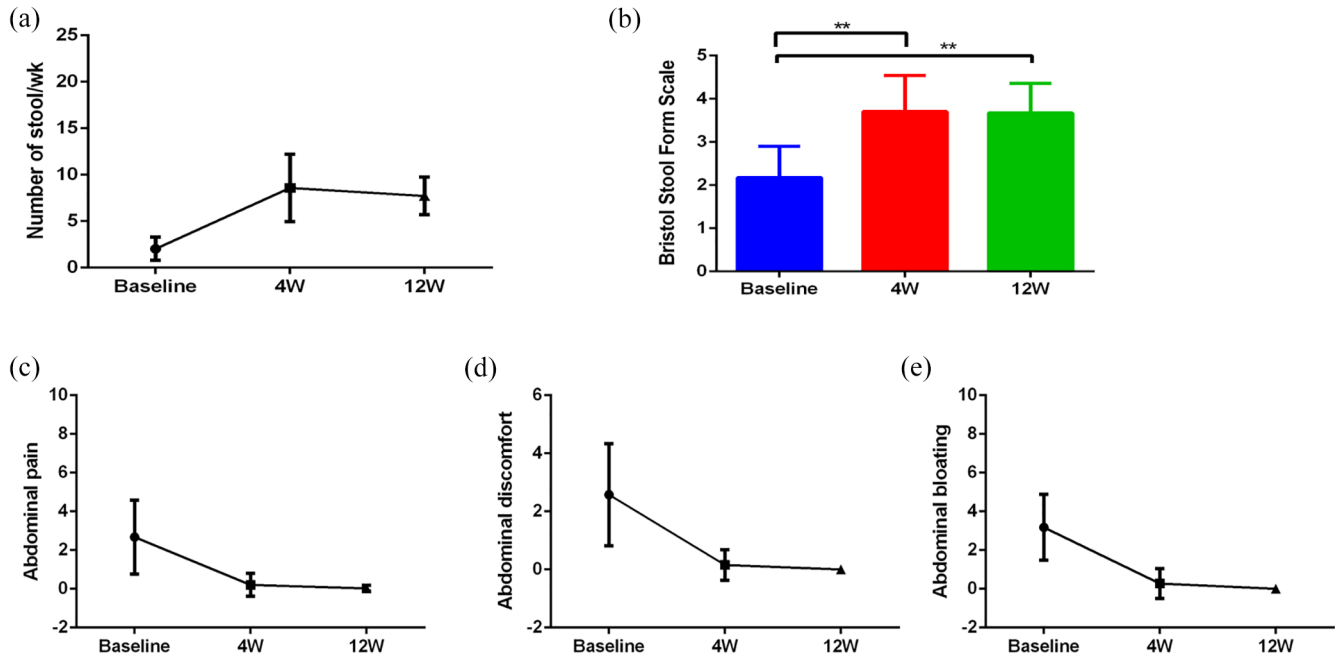 (a)
Number of stool/wk
25
20
15
10
5
0
Baseline 4W 12W
(b)
Bristol Stool Form Scale
**
**
5
4
3
2
1
0
Baseline 4W 12W
(c)
Abdominal pain
10
8
6
4
2
0
-2
Baseline 4W 12W
(d)
Abdominal discomfort
6
4
2
0
-2
Baseline 4W 12W
(e)
Abdominal bloating
10
8
6
4
2
0
-2
Baseline 4W 12W